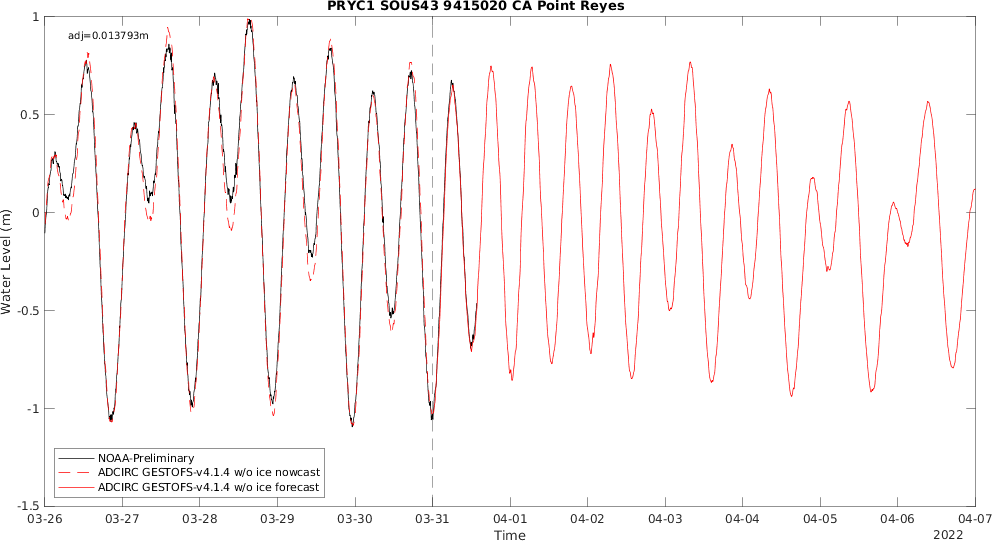 PRYC1 SOUS43 9415020 CA Point Reyes
1
adj=0.013793m
0.5
0
-0.5
-1
-1.5
Water Level (m)
NOAA-Preliminary
ADCIRC GESTOFS-v4.1.4 w/o ice nowcast
ADCIRC GESTOFS-v4.1.4 w/o ice forecast
03-26 03-27 03-28 03-29 03-30 03-31 04-01 04-02 04-03 04-04 04-05 04-06 04-07
Time
2022